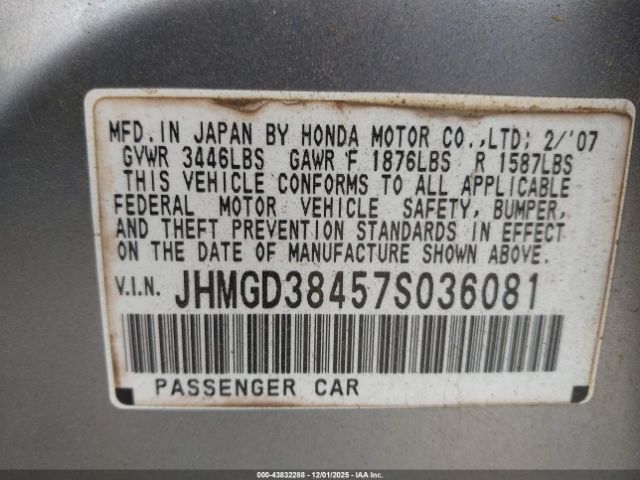 MFD. IN JAPAN BY HONDA MOTOR CO., LTD; 2/'07
GVWR 3446LBS GAWR F 1876LBS R 1587LBS
THIS VEHICLE CONFORMS TO ALL APPLICABLE
FEDERAL MOTOR VEHICLE SAFETY, BUMPER,
AND THEFT PREVENTION STANDARDS IN EFFECT
ON THE DATE OF MANUFACTURE SHOWN ABOVE.
V.I.N. JHMGD38457S036081
PASSENGER CAR
000-43832288 - 12/01/2025 - IAA Inc. Copyright